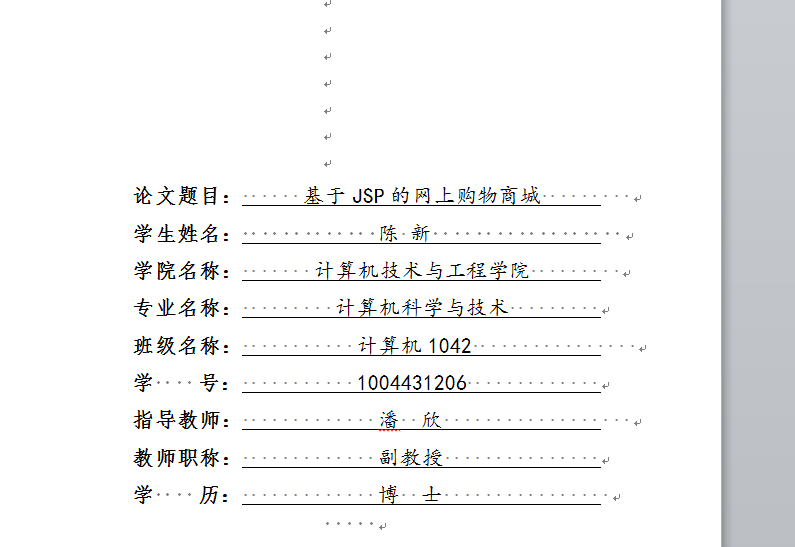 论文题目：基于 JSP 的网上购物商城
学生姓名：陈 新
学院名称：计算机技术与工程学院
专业名称：计算机科学与技术
班级名称：计算机 1042
学 号：1004431206
指导教师：潘 欣
教师职称：副教授
学 历：博 士